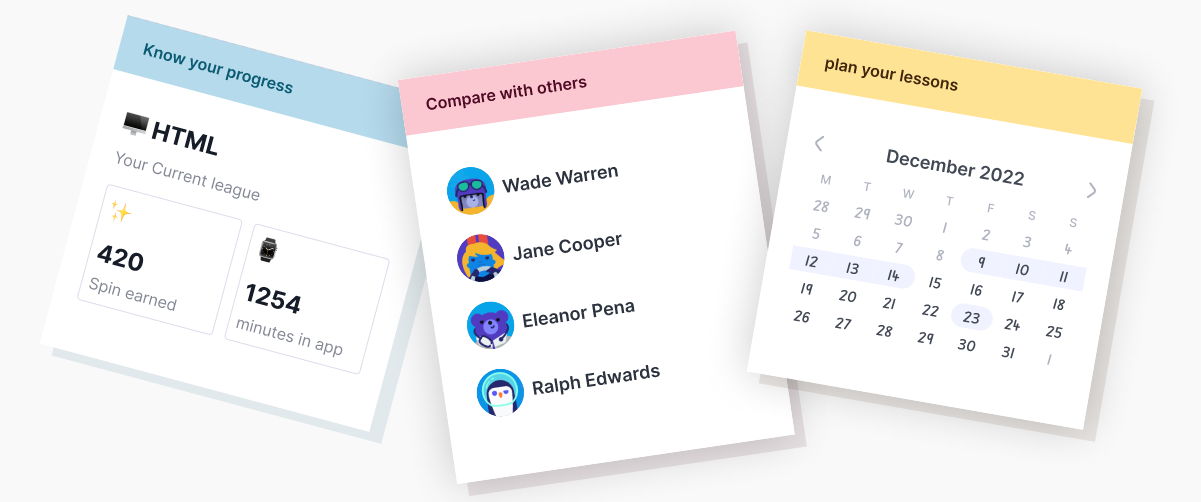 Know your progress
HTML
Your Current league
420
Spin earned
1254
minutes in app
Compare with others
Wade Warren
Jane Cooper
Eleanor Pena
Ralph Edwards
plan your lessons
December 2022
M T W T F S S
28 29 30 1 2 3 4
5 6 7 8 9 10 11
12 13 14 15 16 17 18
19 20 21 22 23 24 25
26 27 28 29 30 31 1